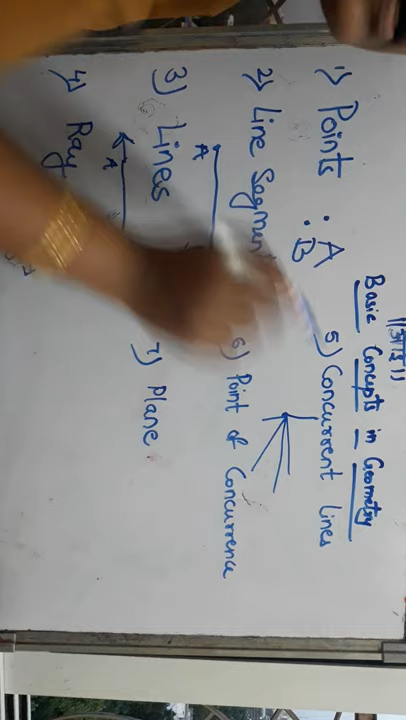 ॥ श्री ॥
Basic Concepts in Geometry
1) Points : A
B
2) Line Segment
A
3) Lines
A
4) Ray
5) Concurrent lines
6) Point of Concurrence
7) Plane